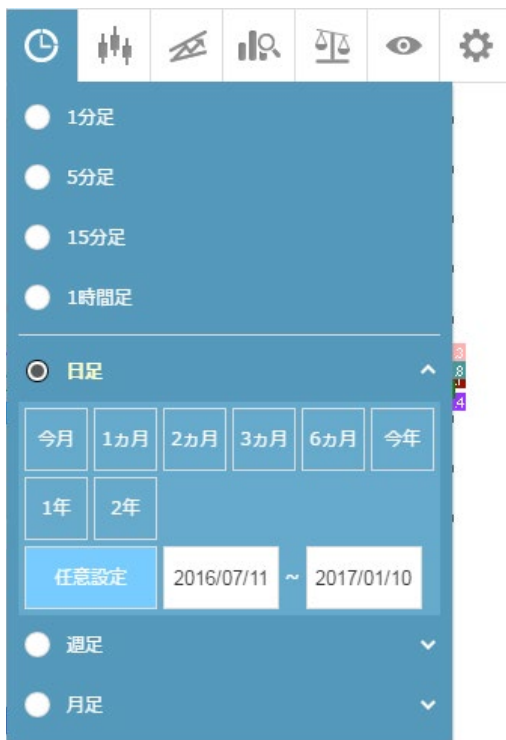 1分足
5分足
15分足
1時間足
日足
今月 1ヵ月 2ヵ月 3ヵ月 6ヵ月 今年
1年 2年
任意設定 2016/07/11 ~ 2017/01/10
週足
月足